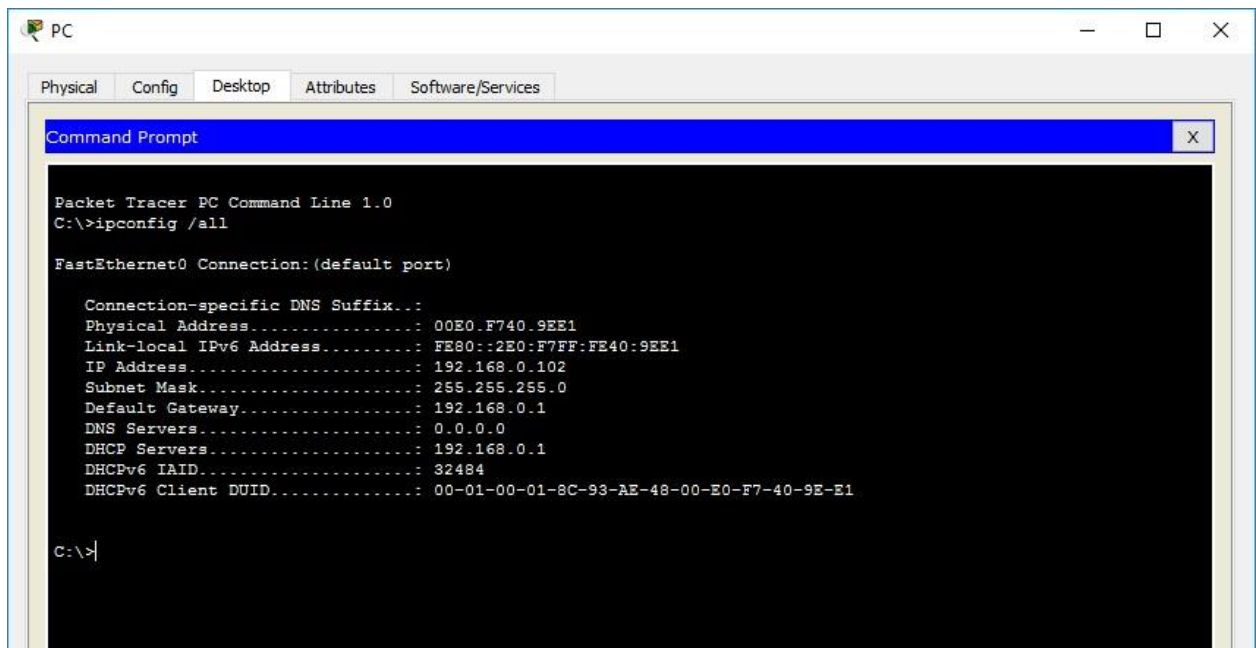 PC
Physical Config Desktop Attributes Software/Services
Command Prompt X
Packet Tracer PC Command Line 1.0
C:\>ipconfig /all
FastEthernet0 Connection:(default port)
Connection-specific DNS Suffix..:
Physical Address................: 00E0.F740.9EE1
Link-local IPv6 Address.........: FE80::2E0:F7FF:FE40:9EE1
IP Address......................: 192.168.0.102
Subnet Mask.....................: 255.255.255.0
Default Gateway.................: 192.168.0.1
DNS Servers.....................: 0.0.0.0
DHCP Servers....................: 192.168.0.1
DHCPv6 IAID.....................: 32484
DHCPv6 Client DUID..............: 00-01-00-01-8C-93-AE-48-00-E0-F7-40-9E-E1
C:\>